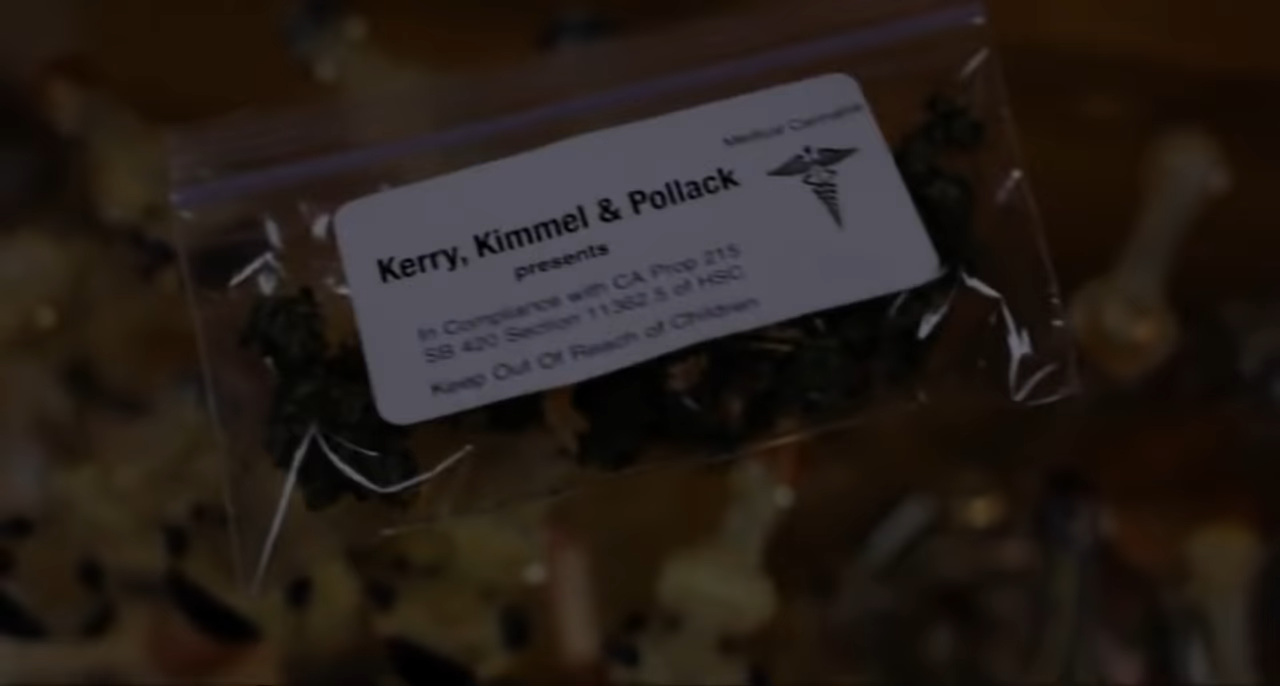 Medical Cannabis
Kerry, Kimmel & Pollack
presents
In Compliance with CA Prop 215
SB 420 Section 11362.5 of HSC
Keep Out Of Reach of Children